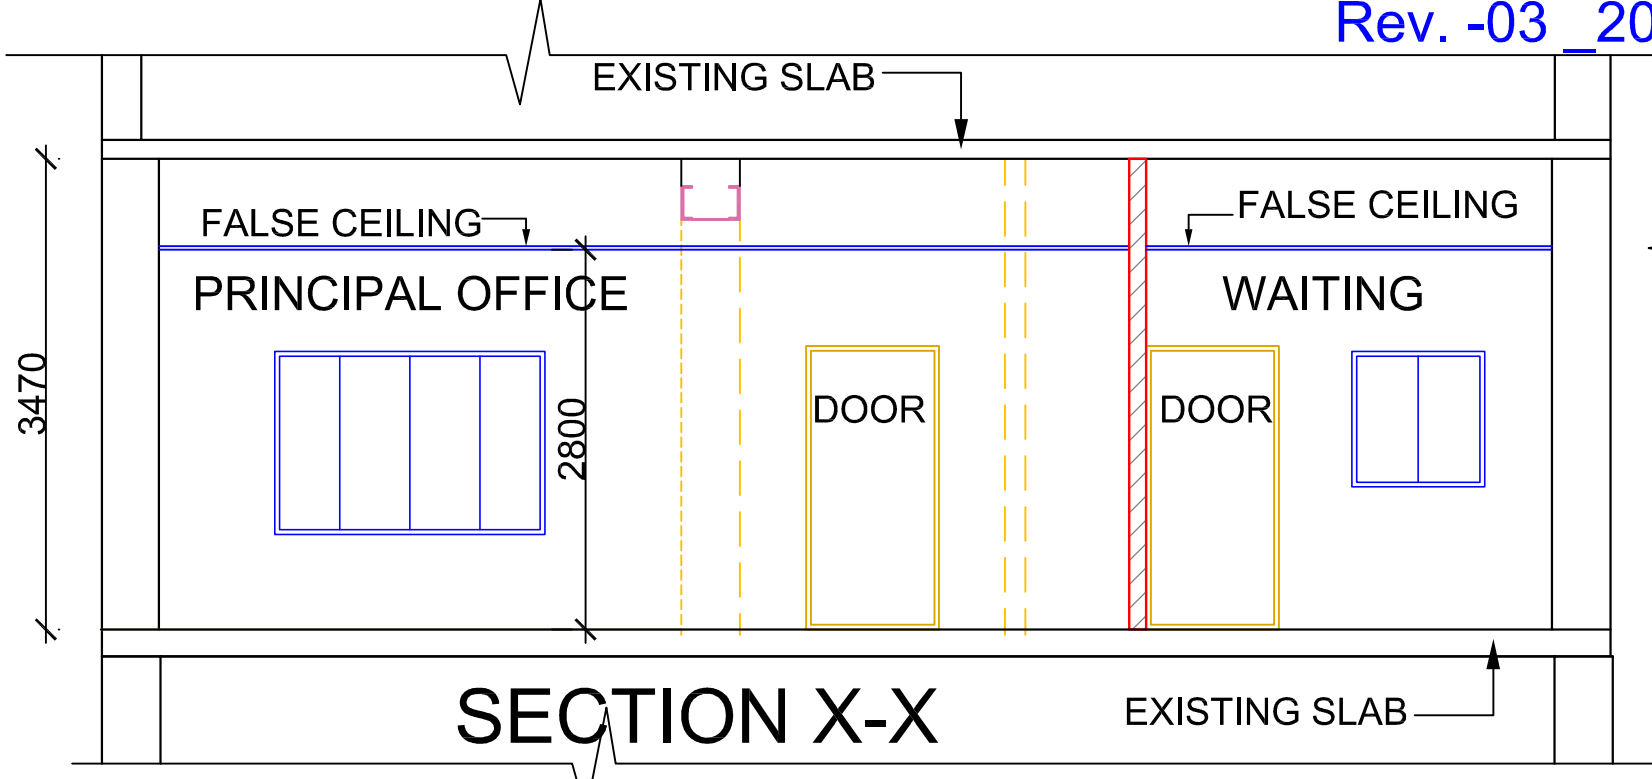 Rev. -03 _20
EXISTING SLAB
FALSE CEILING
FALSE CEILING
PRINCIPAL OFFICE
WAITING
3470
2800
DOOR
DOOR
SECTION X-X
EXISTING SLAB